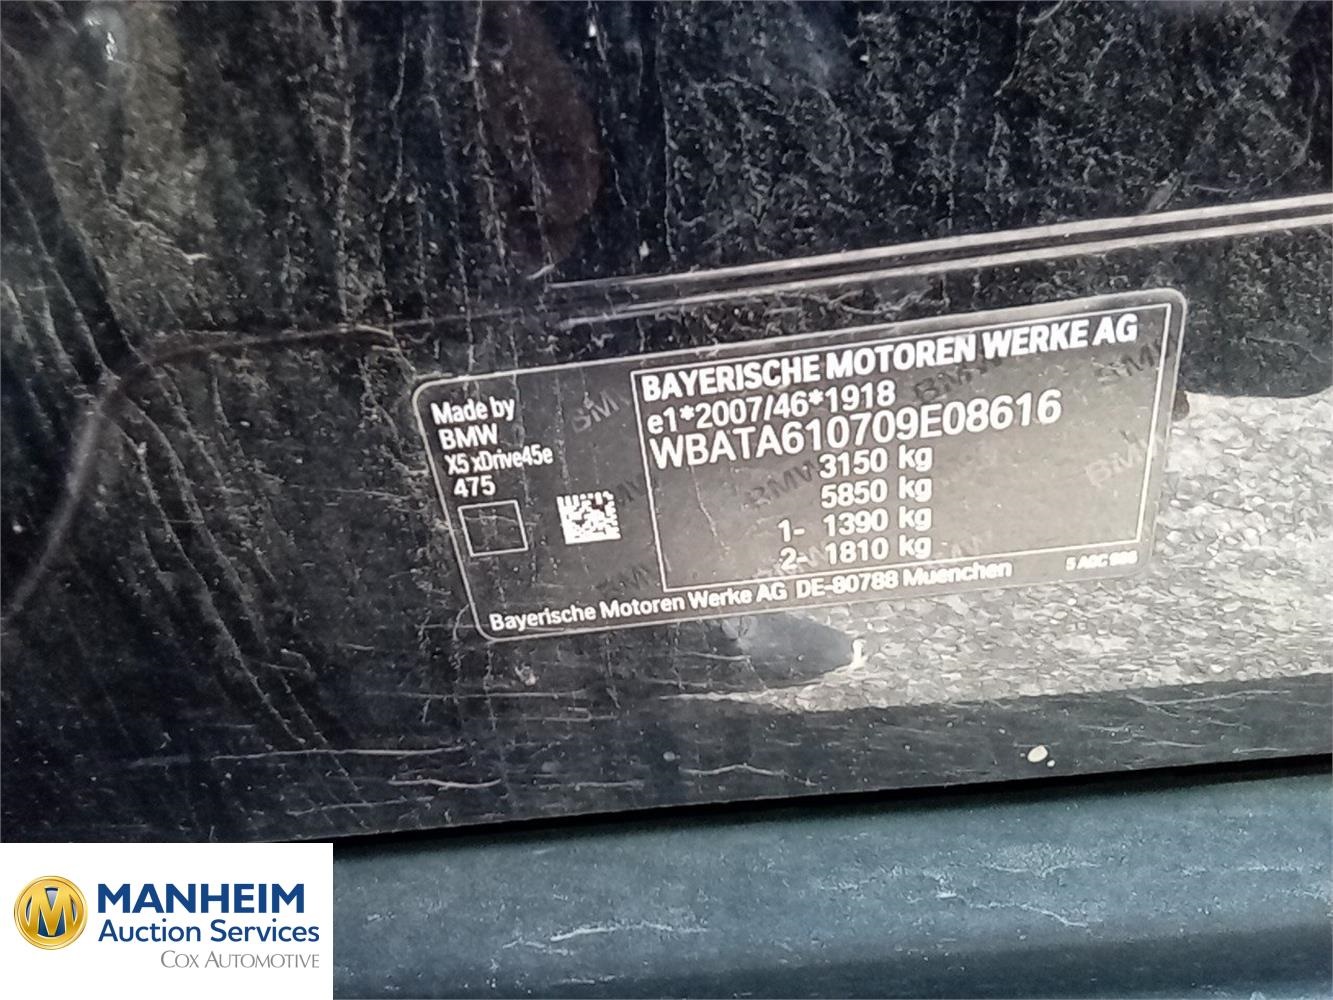 Made by
BMW
X5 xDrive45e
475
BAYERISCHE MOTOREN WERKE AG
e1*2007/46*1918
WBATA610709E08616
3150 kg
5850 kg
1- 1390 kg
2- 1810 kg
Bayerische Motoren Werke AG DE-80788 Muenchen
MANHEIM
Auction Services
COX AUTOMOTIVE